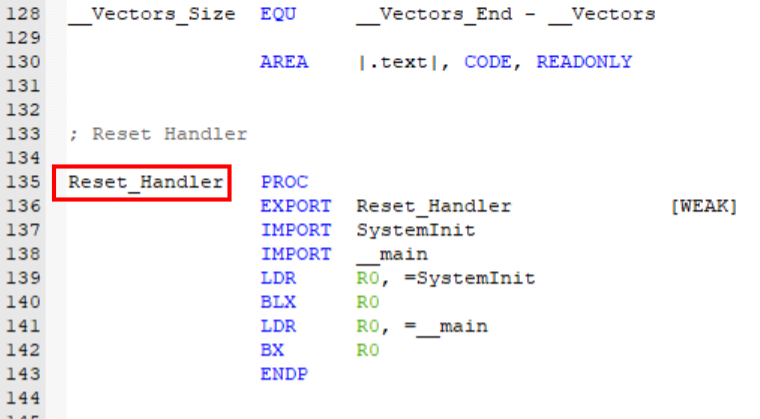 128 __Vectors_Size EQU __Vectors_End - __Vectors
129
130 AREA |.text|, CODE, READONLY
131
132
133 ; Reset Handler
134
135 Reset_Handler PROC
136 EXPORT Reset_Handler [WEAK]
137 IMPORT SystemInit
138 IMPORT __main
139 LDR R0, =SystemInit
140 BLX R0
141 LDR R0, =__main
142 BX R0
143 ENDP
144